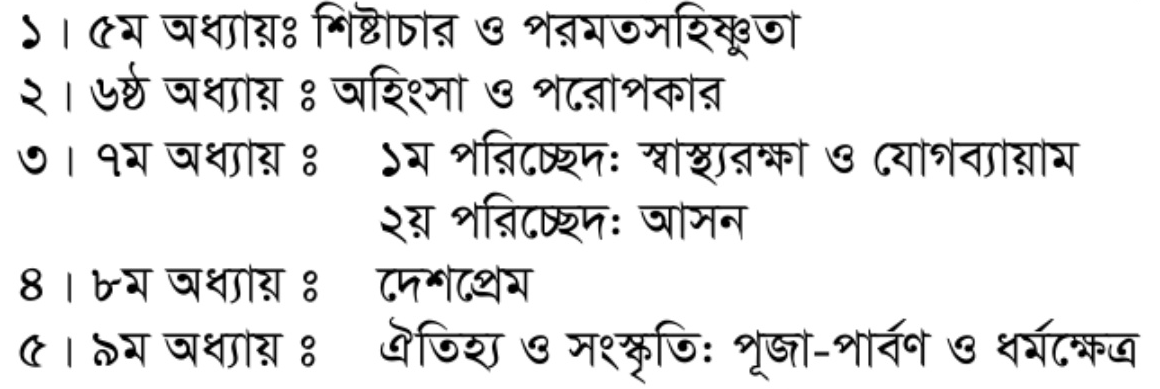 ১। ৫ম অধ্যায়ঃ শিষ্টাচার ও পরমতসহিষ্ণুতা
২। ৬ষ্ঠ অধ্যায় ঃ অহিংসা ও পরোপকার
৩। ৭ম অধ্যায় ঃ ১ম পরিচ্ছেদ: স্বাস্থ্যরক্ষা ও যোগব্যায়াম
২য় পরিচ্ছেদ: আসন
৪। ৮ম অধ্যায় ঃ দেশপ্রেম
৫। ৯ম অধ্যায় ঃ ঐতিহ্য ও সংস্কৃতি: পূজা-পার্বণ ও ধর্মক্ষেত্র